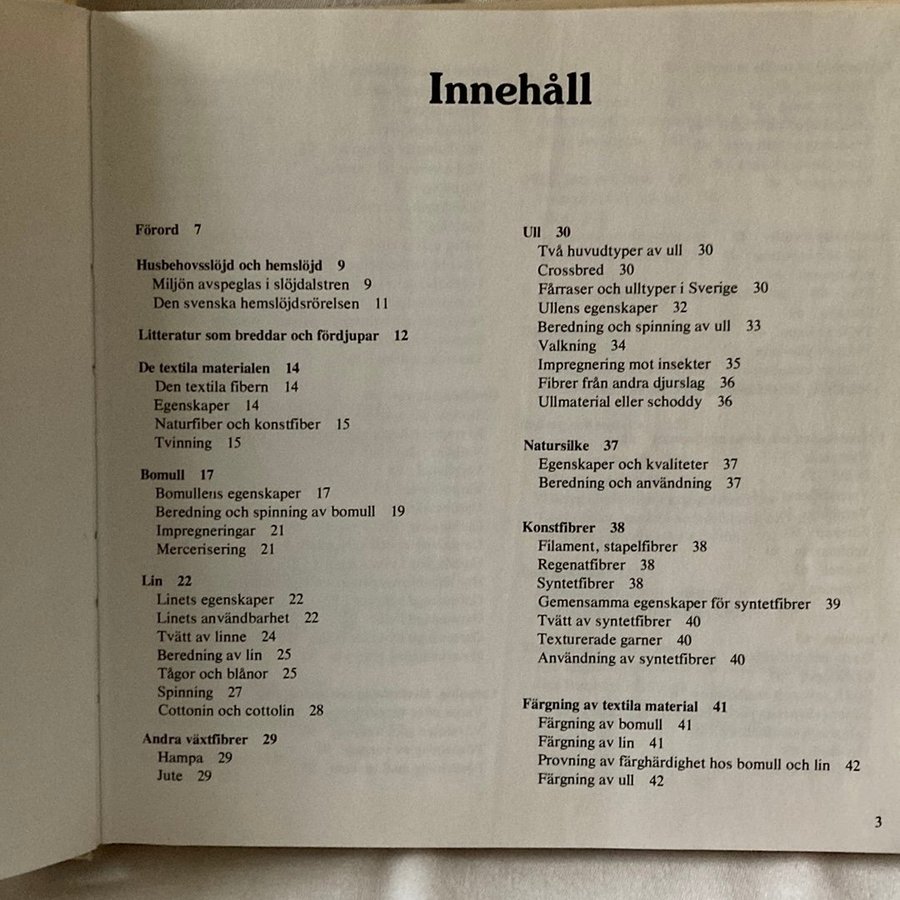 Innehåll
Förord 7
Husbehovsslöjd och hemslöjd 9
Miljön avspeglas i slöjdalstren 9
Den svenska hemslöjdsrörelsen 11
Litteratur som breddar och fördjupar 12
De textila materialen 14
Den textila fibern 14
Egenskaper 14
Naturfiber och konstfiber 15
Tvinning 15
Bomull 17
Bomullens egenskaper 17
Beredning och spinning av bomull 19
Impregneringar 21
Mercerisering 21
Lin 22
Linets egenskaper 22
Linets användbarhet 22
Tvätt av linne 24
Beredning av lin 25
Tågor och blånor 25
Spinning 27
Cottonin och cottolin 28
Andra växtfibrer 29
Hampa 29
Jute 29
Ull 30
Två huvudtyper av ull 30
Crossbred 30
Fårraser och ulltyper i Sverige 30
Ullens egenskaper 32
Beredning och spinning av ull 33
Valkning 34
Impregnering mot insekter 35
Fibrer från andra djurslag 36
Ullmaterial eller schoddy 36
Natursilke 37
Egenskaper och kvaliteter 37
Beredning och användning 37
Konstfibrer 38
Filament, stapelfibrer 38
Regenatfibrer 38
Syntetfibrer 38
Gemensamma egenskaper för syntetfibrer 39
Tvätt av syntetfibrer 40
Texturerade garner 40
Användning av syntetfibrer 40
Färgning av textila material 41
Färgning av bomull 41
Färgning av lin 41
Provning av färghärdighet hos bomull och lin 42
Färgning av ull 42
3